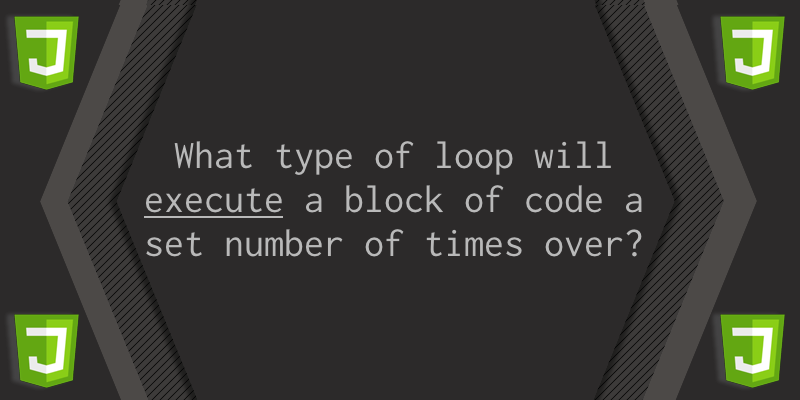 What type of loop will
execute a block of code a
set number of times over?